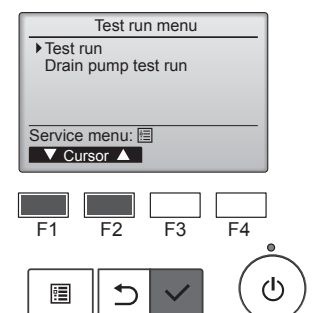 Test run menu
Test run
Drain pump test run
Service menu:
▼ Cursor ▲
F1 F2 F3 F4